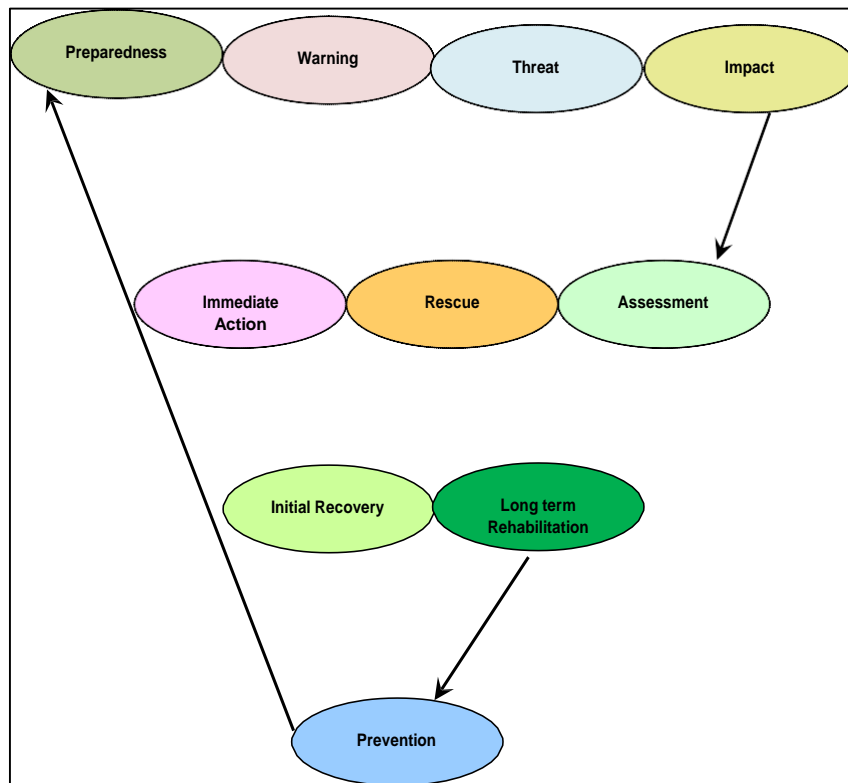 Preparedness
Warning
Threat
Impact
Immediate
Action
Rescue
Assessment
Initial Recovery
Long term
Rehabilitation
Prevention